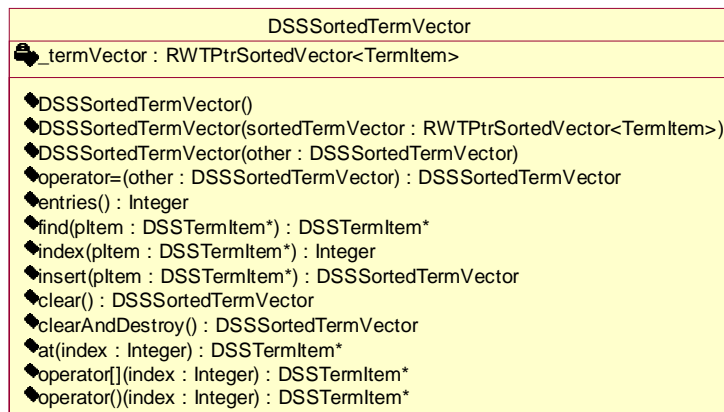 DSSSortedTermVector
_termVector : RWTPtrSortedVector<TermItem>
DSSSortedTermVector()
DSSSortedTermVector(sortedTermVector : RWTPtrSortedVector<TermItem>)
DSSSortedTermVector(other : DSSSortedTermVector)
operator=(other : DSSSortedTermVector) : DSSSortedTermVector
entries() : Integer
find(pItem : DSSTermItem*) : DSSTermItem*
index(pItem : DSSTermItem*) : Integer
insert(pItem : DSSTermItem*) : DSSSortedTermVector
clear() : DSSSortedTermVector
clearAndDestroy() : DSSSortedTermVector
at(index : Integer) : DSSTermItem*
operator[](index : Integer) : DSSTermItem*
operator()(index : Integer) : DSSTermItem*